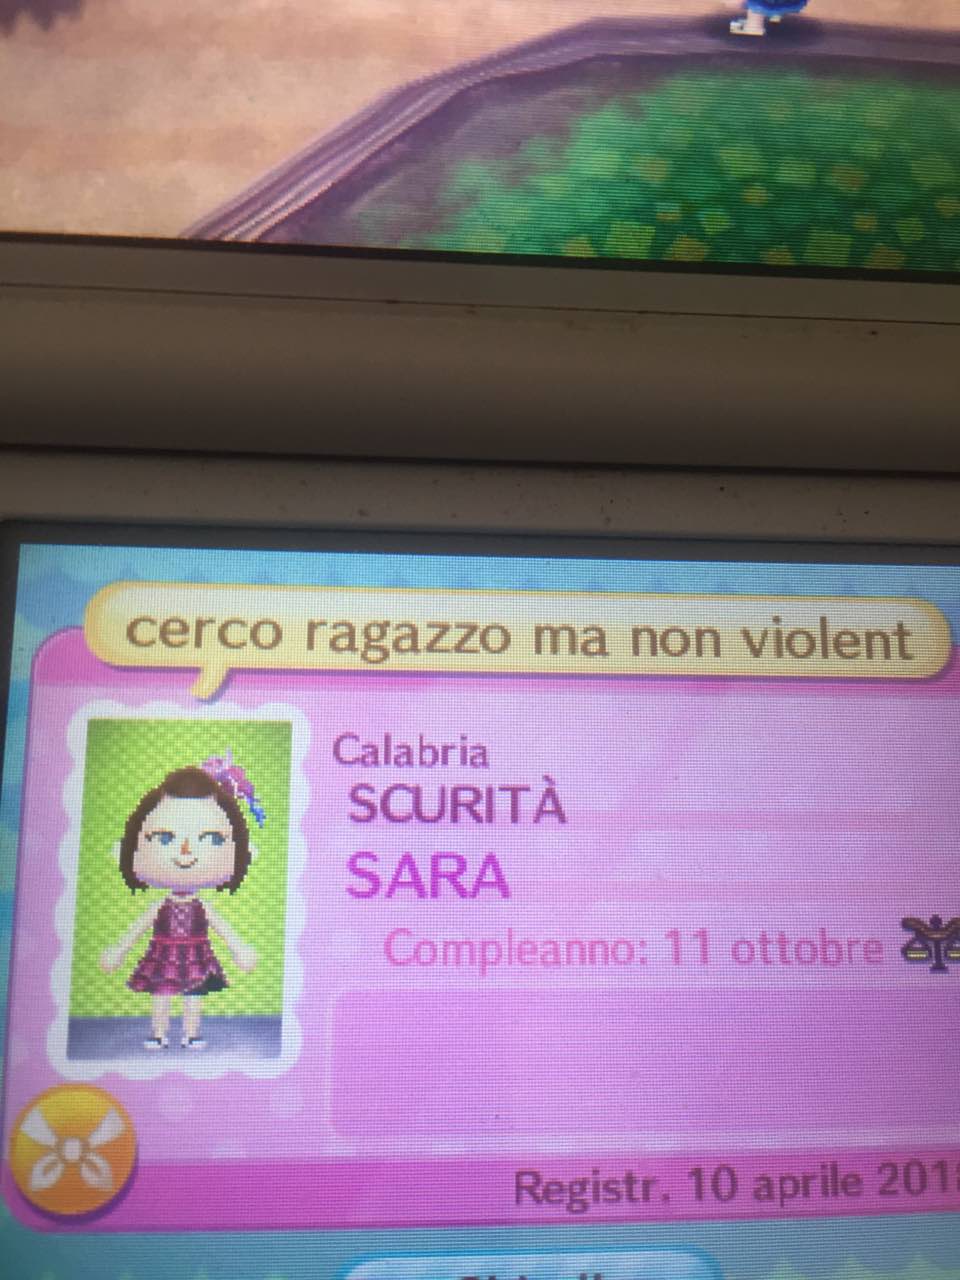 cerco ragazzo ma non violent
Calabria
SCURITÀ
SARA
Compleanno: 11 ottobre
Registr. 10 aprile